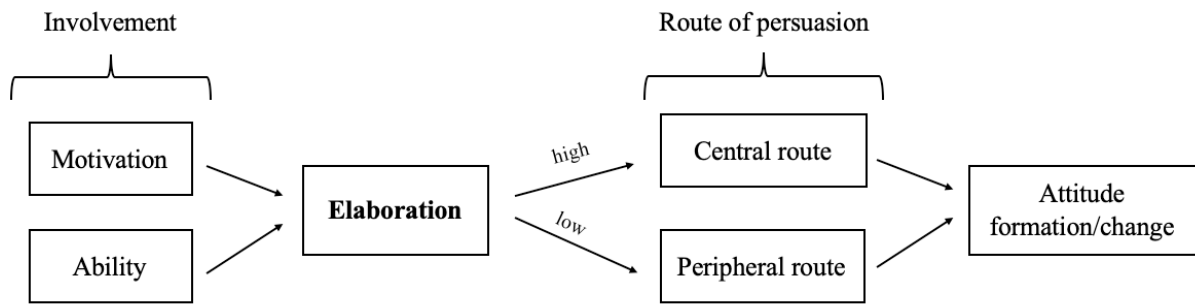 Involvement
Route of persuasion
Motivation
Ability
Elaboration
high
low
Central route
Peripheral route
Attitude
formation/change